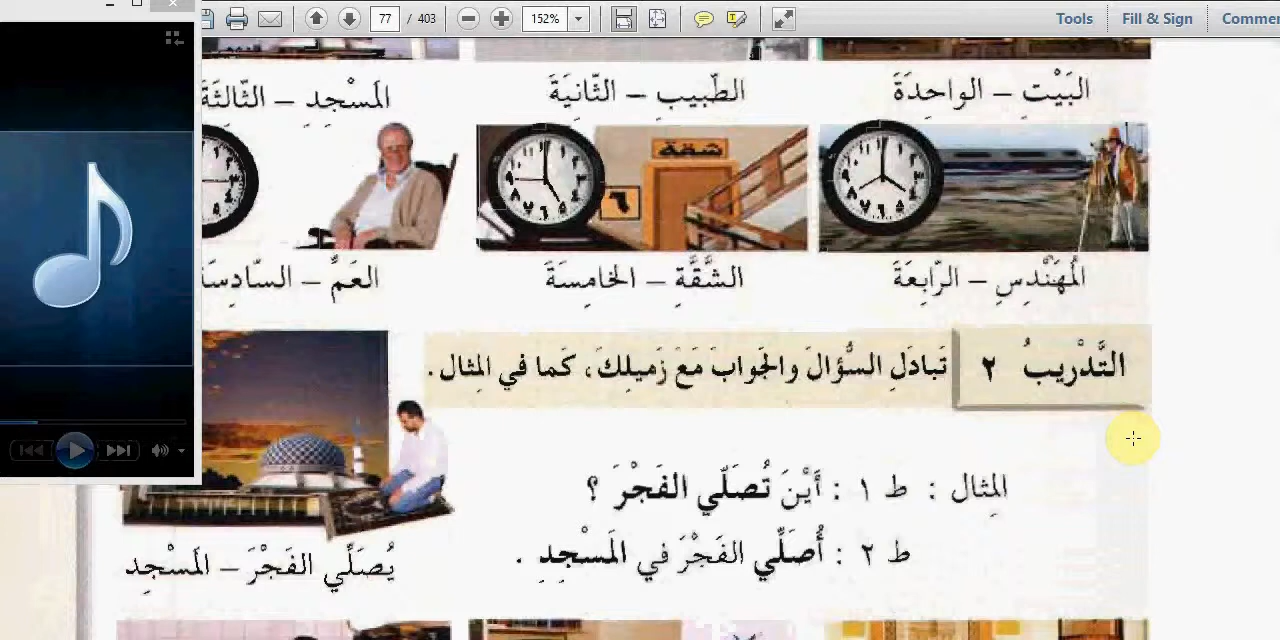 77 / 403 152% Tools Fill & Sign
البَيْتِ – الواحِدَةَ
الطَّبيبِ – الثّانِيَةَ
المَسْجِدِ – الثّالِثَةَ
شقة
٦
المُهَنْدِسِ – الرّابِعَةَ
الشَّقَّةِ – الخامِسَةَ
العَمِّ –
التَّدْريبُ ٢ تَبادَلِ السُّؤالَ والجَوابَ مَعَ زَميلِكَ، كَما في المِثال .
المِثال : ط ١ : أَيْنَ تُصَلّي الفَجْرَ ؟
ط ٢ : أُصَلِّي الفَجْرَ في المَسْجِدِ .
يُصَلِّي الفَجْرَ – المَسْجِد